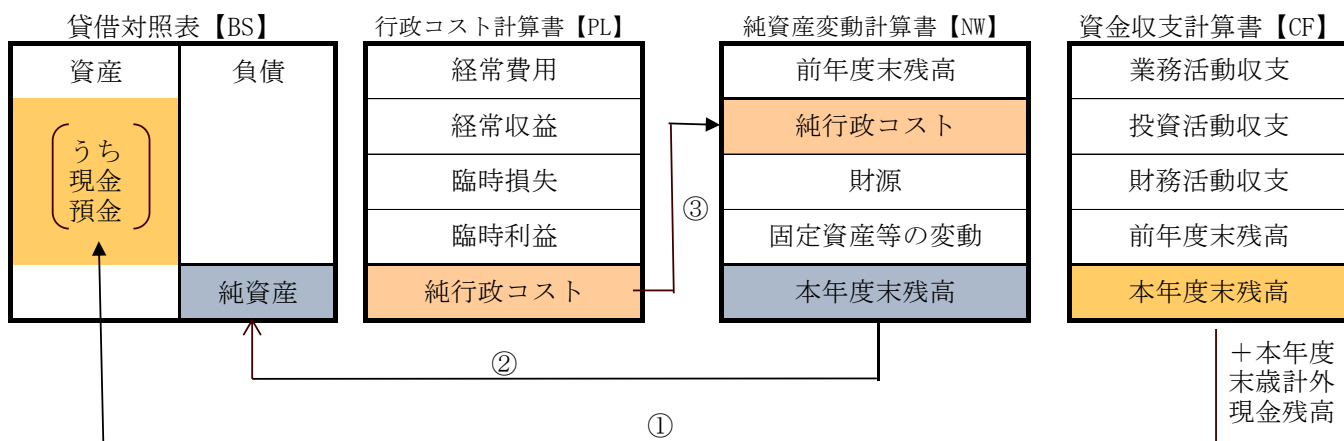 貸借対照表【BS】
資産
負債
うち
現金
預金
純資産
行政コスト計算書【PL】
経常費用
経常収益
臨時損失
臨時利益
純行政コスト
③
純資産変動計算書【NW】
前年度末残高
純行政コスト
財源
固定資産等の変動
本年度末残高
資金収支計算書【CF】
業務活動収支
投資活動収支
財務活動収支
前年度末残高
本年度末残高
②
＋本年度
末歳計外
現金残高
①